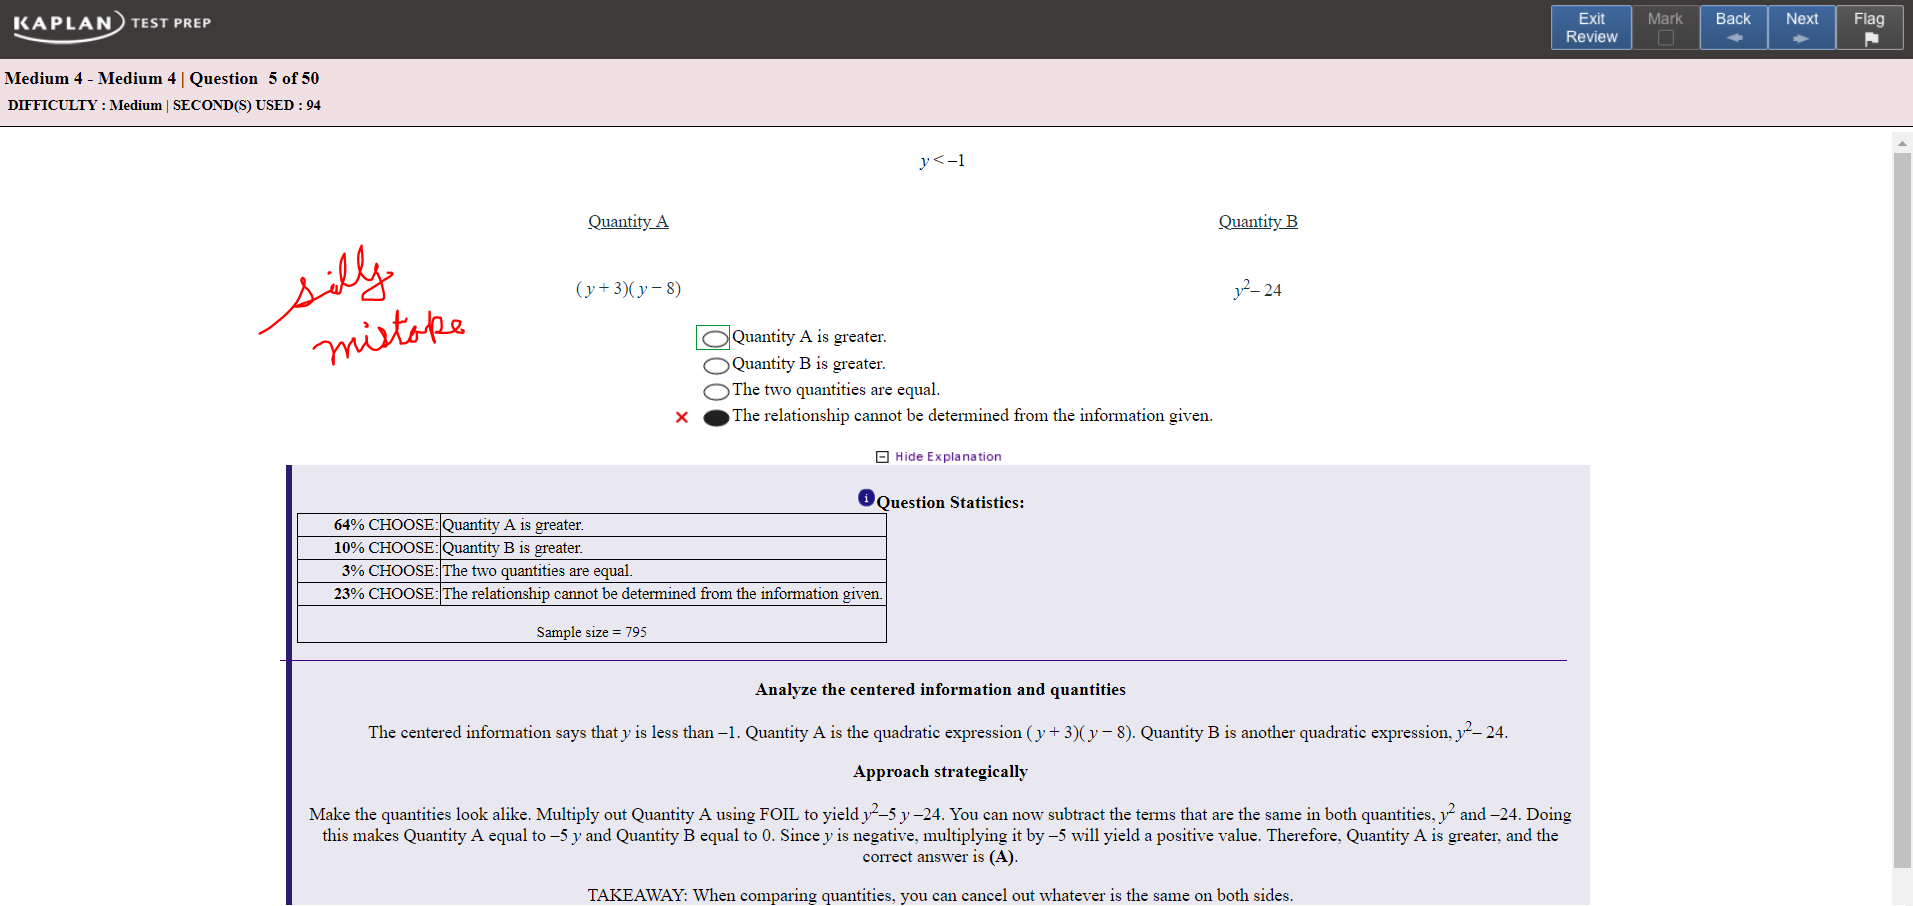 KAPLAN TEST PREP
Exit Review
Mark
Back
Next
Flag
Medium 4 - Medium 4 | Question 5 of 50
DIFFICULTY : Medium | SECOND(S) USED : 94
y < –1
Quantity A
Quantity B
silly
mistake
( y + 3)( y − 8)
y²– 24
Quantity A is greater.
Quantity B is greater.
The two quantities are equal.
The relationship cannot be determined from the information given.
Hide Explanation
Question Statistics:
64% CHOOSE: Quantity A is greater.
10% CHOOSE: Quantity B is greater.
3% CHOOSE: The two quantities are equal.
23% CHOOSE: The relationship cannot be determined from the information given.
Sample size = 795
Analyze the centered information and quantities
The centered information says that y is less than –1. Quantity A is the quadratic expression ( y + 3)( y − 8). Quantity B is another quadratic expression, y²– 24.
Approach strategically
Make the quantities look alike. Multiply out Quantity A using FOIL to yield y²–5 y –24. You can now subtract the terms that are the same in both quantities, y² and –24. Doing
this makes Quantity A equal to –5 y and Quantity B equal to 0. Since y is negative, multiplying it by –5 will yield a positive value. Therefore, Quantity A is greater, and the
correct answer is (A).
TAKEAWAY: When comparing quantities, you can cancel out whatever is the same on both sides.